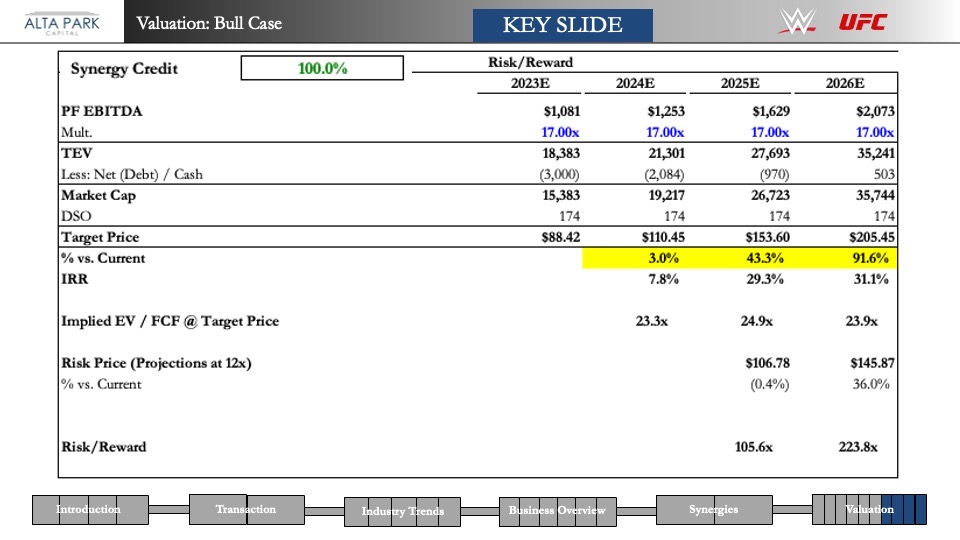 ALTA PARK
CAPITAL
Valuation: Bull Case
KEY SLIDE
W
UFC
Synergy Credit 100.0%
Risk/Reward
2023E 2024E 2025E 2026E
PF EBITDA $1,081 $1,253 $1,629 $2,073
Mult. 17.00x 17.00x 17.00x 17.00x
TEV 18,383 21,301 27,693 35,241
Less: Net (Debt) / Cash (3,000) (2,084) (970) 503
Market Cap 15,383 19,217 26,723 35,744
DSO 174 174 174 174
Target Price $88.42 $110.45 $153.60 $205.45
% vs. Current 3.0% 43.3% 91.6%
IRR 7.8% 29.3% 31.1%
Implied EV / FCF @ Target Price 23.3x 24.9x 23.9x
Risk Price (Projections at 12x) $106.78 $145.87
% vs. Current (0.4%) 36.0%
Risk/Reward 105.6x 223.8x
Introduction Transaction Industry Trends Business Overview Synergies Valuation